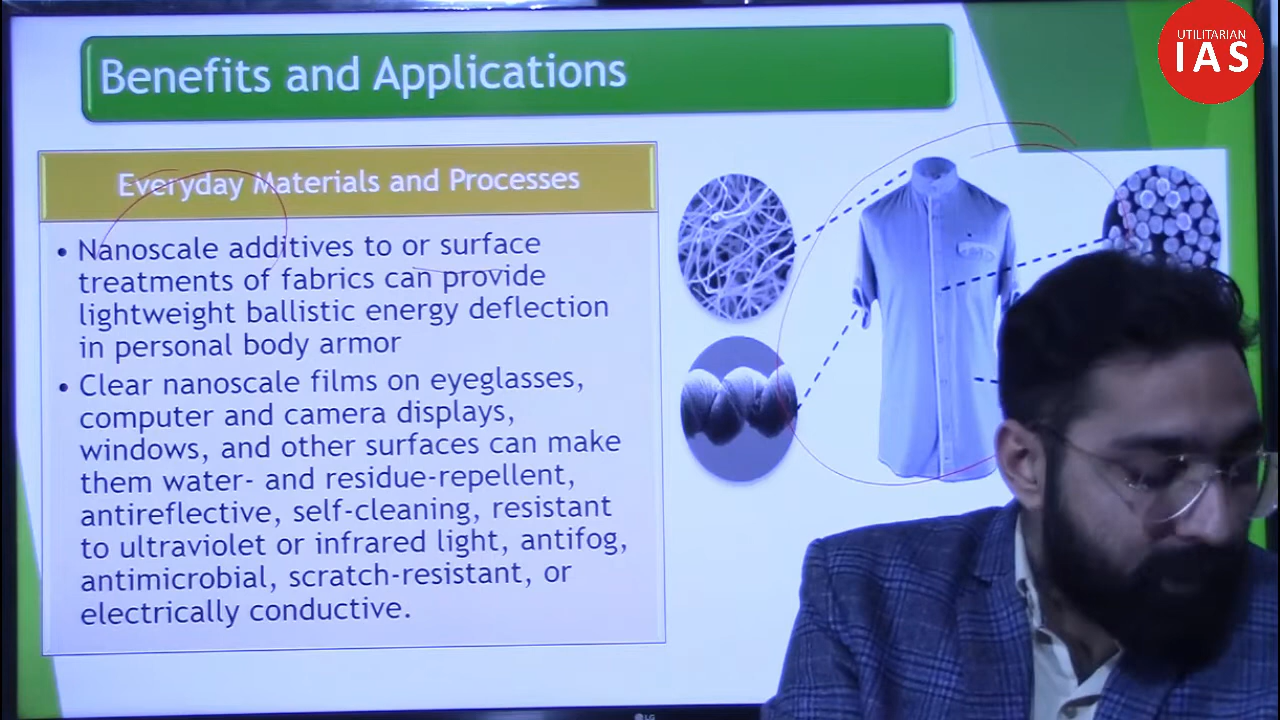 UTILITARIAN
IAS
Benefits and Applications
Everyday Materials and Processes
• Nanoscale additives to or surface
treatments of fabrics can provide
lightweight ballistic energy deflection
in personal body armor
• Clear nanoscale films on eyeglasses,
computer and camera displays,
windows, and other surfaces can make
them water- and residue-repellent,
antireflective, self-cleaning, resistant
to ultraviolet or infrared light, antifog,
antimicrobial, scratch-resistant, or
electrically conductive.
LG